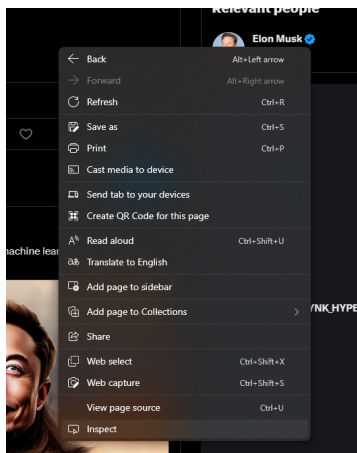 Relevant people
Elon Musk
Back Alt+Left arrow
Forward Alt+Right arrow
Refresh Ctrl+R
Save as Ctrl+S
Print Ctrl+P
Cast media to device
Send tab to your devices
Create QR Code for this page
Read aloud Ctrl+Shift+U
nachine lear
Translate to English
Add page to sidebar
Add page to Collections
YNK_HYPE
Share
Web select Ctrl+Shift+X
Web capture Ctrl+Shift+S
View page source Ctrl+U
Inspect